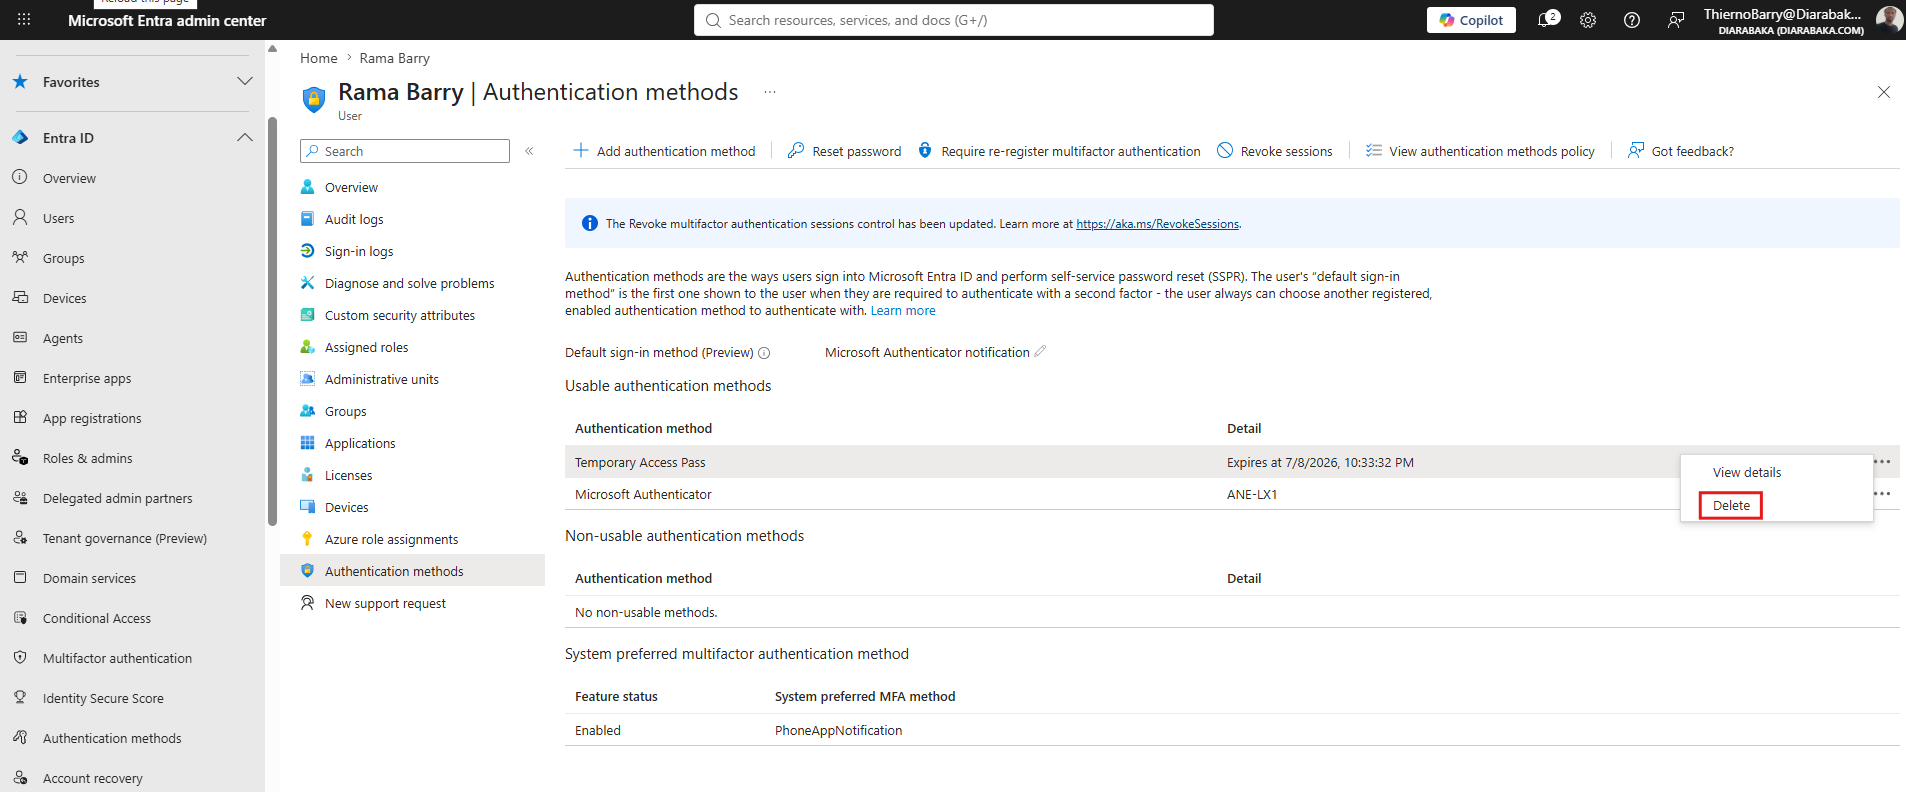 Reload this page
Microsoft Entra admin center
Search resources, services, and docs (G+/)
Copilot
2
ThiernoBarry@Diarabak...
DIARABAKA (DIARABAKA.COM)
Favorites
Entra ID
Overview
Users
Groups
Devices
Agents
Enterprise apps
App registrations
Roles & admins
Delegated admin partners
Tenant governance (Preview)
Domain services
Conditional Access
Multifactor authentication
Identity Secure Score
Authentication methods
Account recovery
Home > Rama Barry
Rama Barry | Authentication methods ...
User
Search
Overview
Audit logs
Sign-in logs
Diagnose and solve problems
Custom security attributes
Assigned roles
Administrative units
Groups
Applications
Licenses
Devices
Azure role assignments
Authentication methods
New support request
Add authentication method
Reset password
Require re-register multifactor authentication
Revoke sessions
View authentication methods policy
Got feedback?
The Revoke multifactor authentication sessions control has been updated. Learn more at https://aka.ms/RevokeSessions.
Authentication methods are the ways users sign into Microsoft Entra ID and perform self-service password reset (SSPR). The user's "default sign-in
method" is the first one shown to the user when they are required to authenticate with a second factor - the user always can choose another registered,
enabled authentication method to authenticate with. Learn more
Default sign-in method (Preview) Microsoft Authenticator notification
Usable authentication methods
Authentication method Detail
Temporary Access Pass Expires at 7/8/2026, 10:33:32 PM
Microsoft Authenticator ANE-LX1
View details
Delete
Non-usable authentication methods
Authentication method Detail
No non-usable methods.
System preferred multifactor authentication method
Feature status System preferred MFA method
Enabled PhoneAppNotification